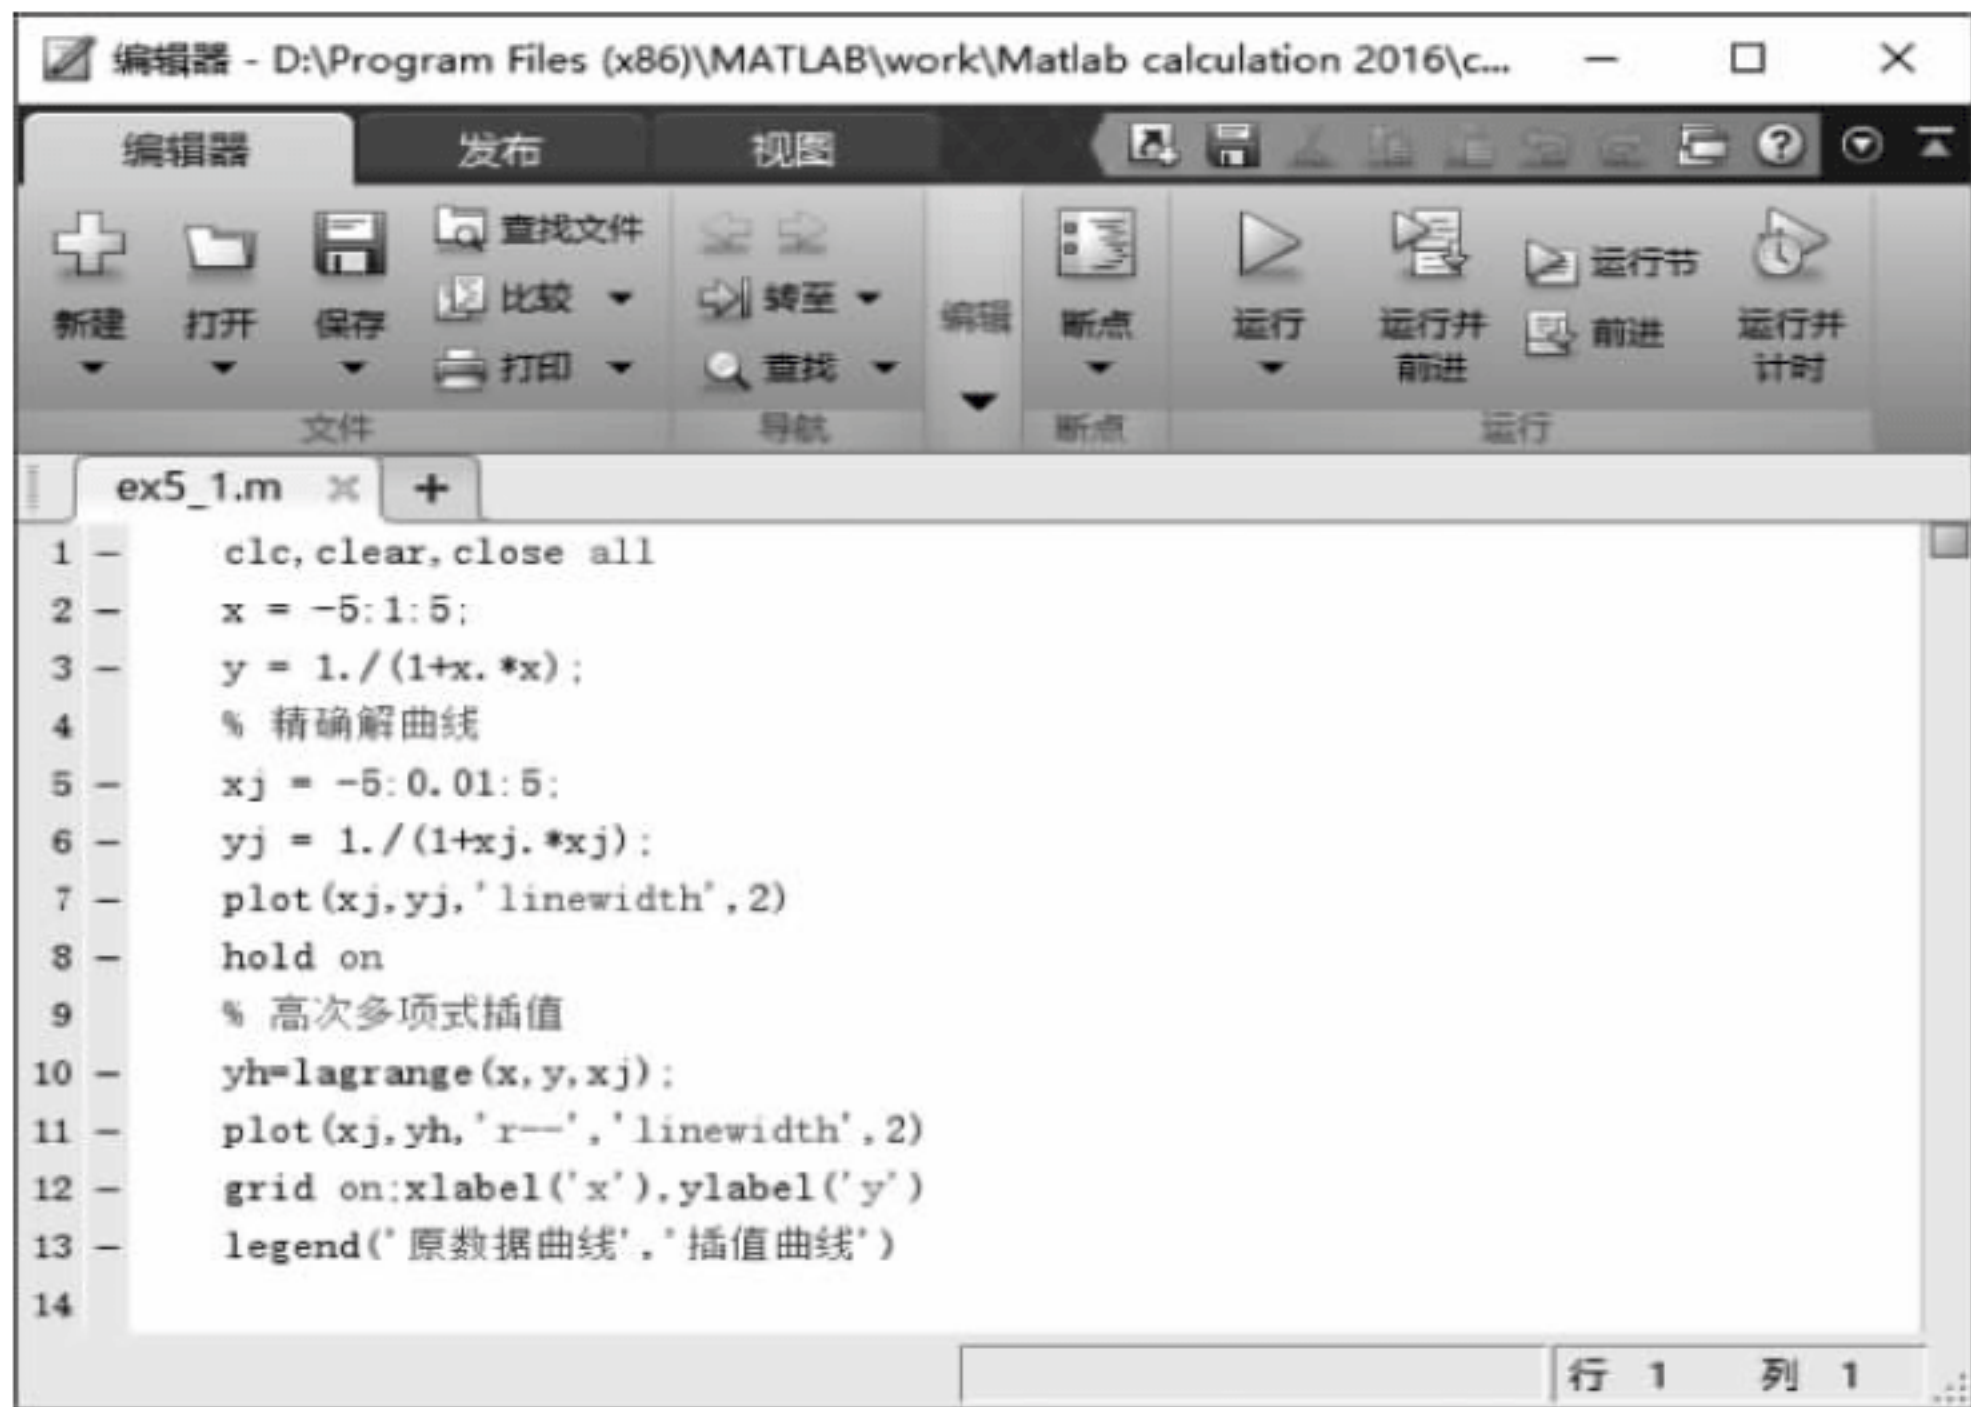 编辑器 - D:\Program Files (x86)\MATLAB\work\Matlab calculation 2016\c...
编辑器 发布 视图
新建 打开 保存 查找文件 比较 打印 转至 查找 编辑 断点 运行 运行并前进 运行节 前进 运行并计时
文件 导航 断点 运行
ex5_1.m
1 clc,clear,close all
2 x = -5:1:5;
3 y = 1./(1+x.*x);
4 % 精确解曲线
5 xj = -5:0.01:5;
6 yj = 1./(1+xj.*xj);
7 plot(xj,yj,'linewidth',2)
8 hold on
9 % 高次多项式插值
10 yh=lagrange(x,y,xj);
11 plot(xj,yh,'r--','linewidth',2)
12 grid on;xlabel('x'),ylabel('y')
13 legend('原数据曲线','插值曲线')
14
行 1 列 1